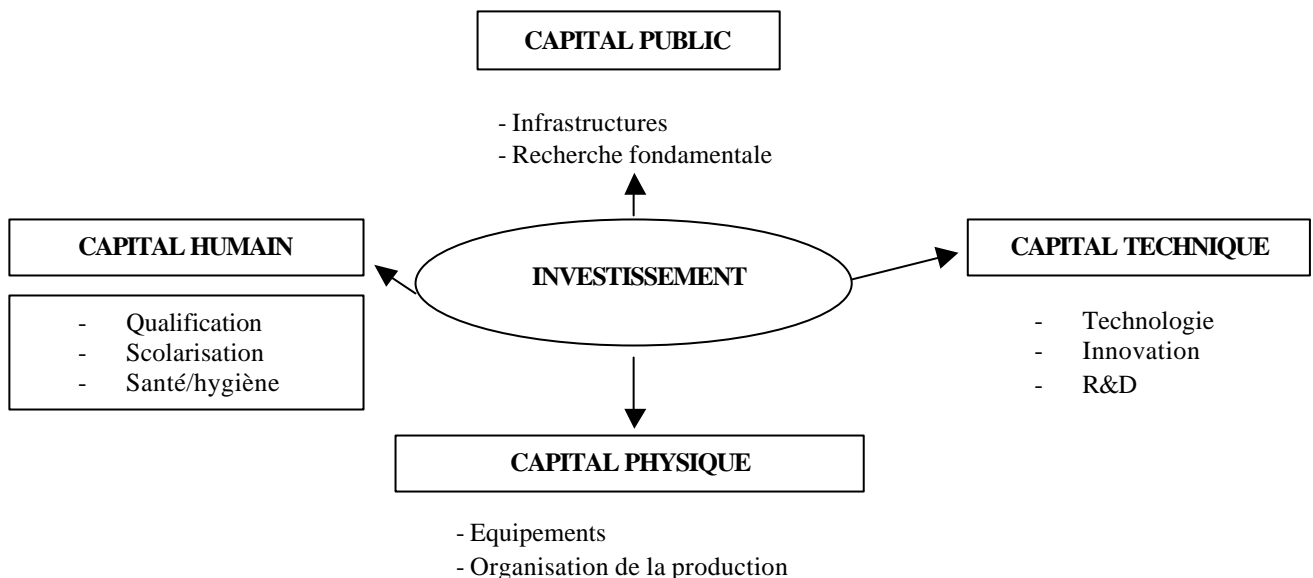 CAPITAL PUBLIC
- Infrastructures
- Recherche fondamentale
CAPITAL HUMAIN
- Qualification
- Scolarisation
- Santé/hygiène
INVESTISSEMENT
CAPITAL TECHNIQUE
- Technologie
- Innovation
- R&D
CAPITAL PHYSIQUE
- Equipements
- Organisation de la production